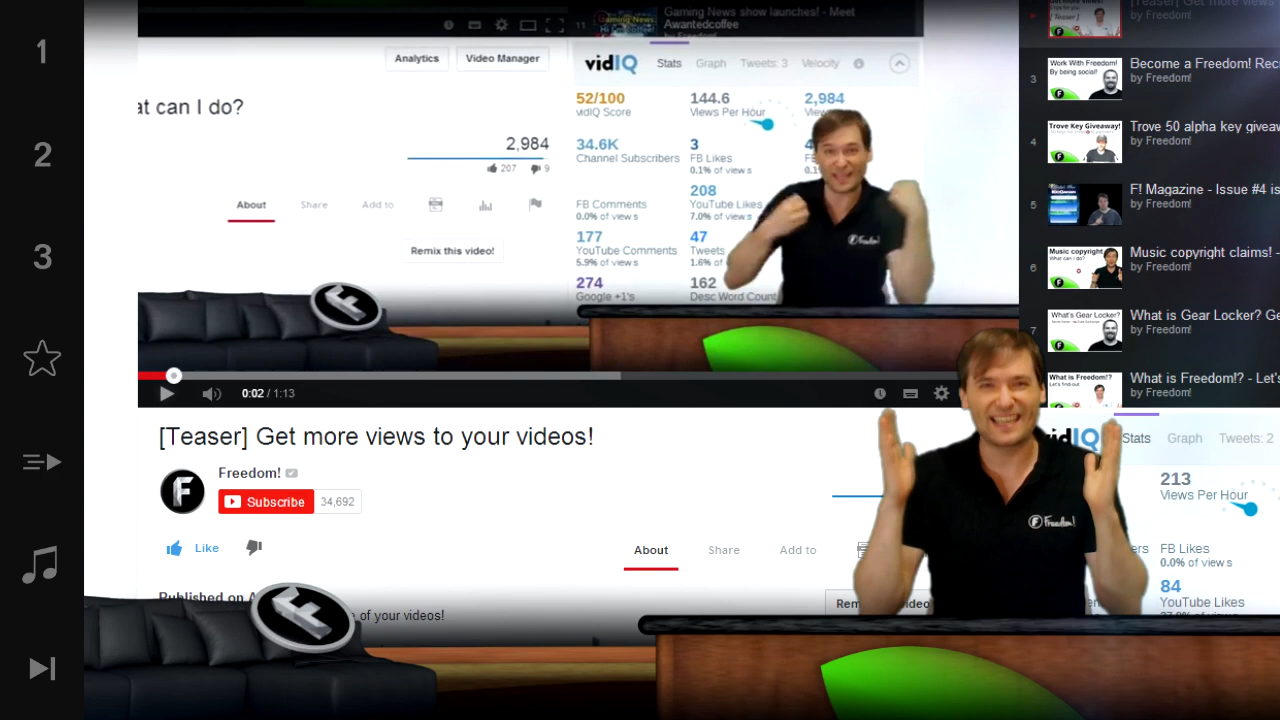 1
2
3
11
Gaming News show launches! - Meet
Awantedcoffee
by Freedom!
Analytics
Video Manager
vidIQ
Stats
Graph
Tweets: 3
Velocity
at can I do?
2,984
207
9
About
Share
Add to
Remix this video!
52/100
vidIQ Score
144.6
Views Per Hour
2,984
34.6K
Channel Subscribers
3
FB Likes
0.1% of views
208
YouTube Likes
7.0% of views
FB Comments
0.0% of views
177
YouTube Comments
5.9% of views
47
Tweets
1.6% of
274
Google +1's
162
Desc Word Count
F
[Teaser] Get more views
by Freedom!
3
Work With Freedom!
By being social!
Become a Freedom! Rec
by Freedom!
4
Trove Key Giveaway!
Trove 50 alpha key giveaw
by Freedom!
5
F! Magazine - Issue #4 is
by Freedom!
6
Music copyright
What can I do?
Music copyright claims! -
by Freedom!
7
What's Gear Locker?
What is Gear Locker? Ge
by Freedom!
What is Freedom!?
Let's find out
What is Freedom!? - Let's
by Freedom!
0:02 / 1:13
[Teaser] Get more views to your videos!
Freedom!
Subscribe
34,692
Like
About
Share
Add to
Published on A
e of your videos!
Rem
ideo
vidIQ
Stats
Graph
Tweets: 2
213
Views Per Hour
ers
FB Likes
0.0% of views
84
YouTube Likes
F Freedom!
F